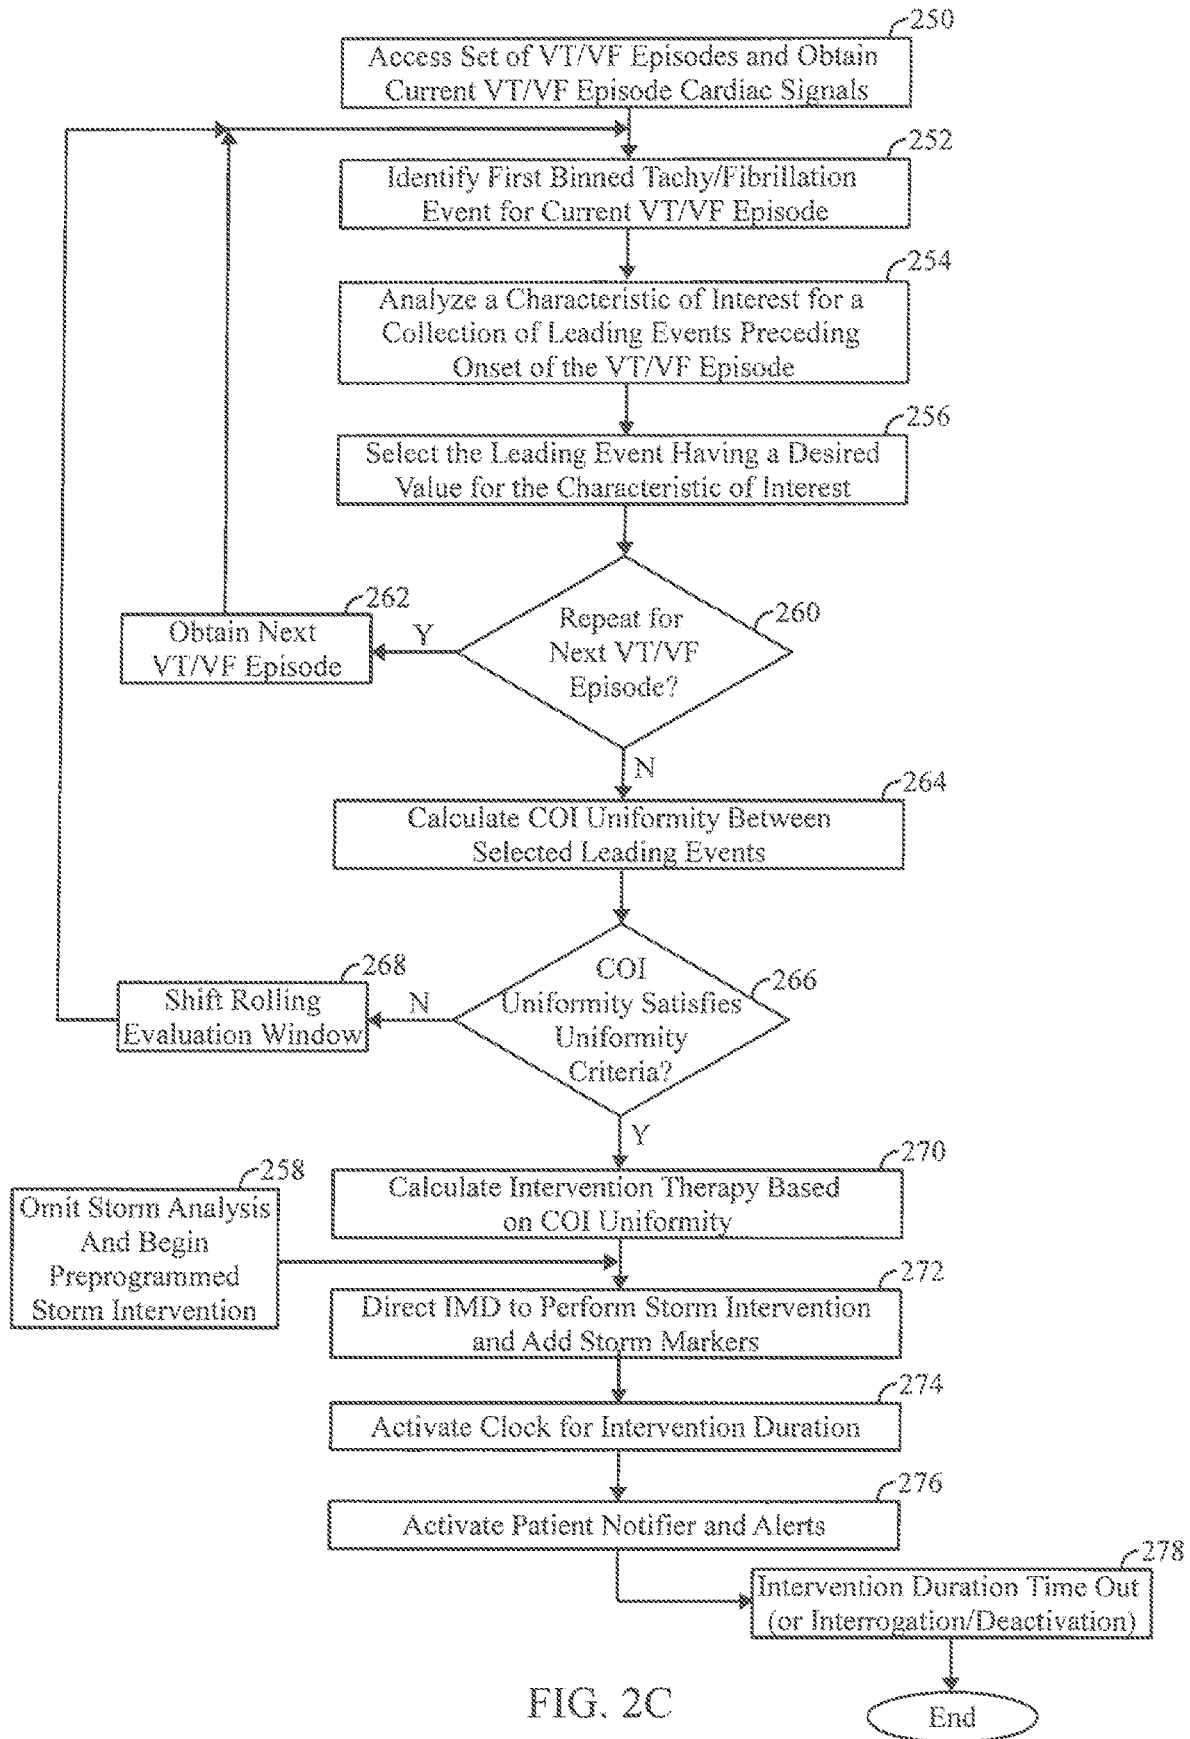 250
Access Set of VT/VF Episodes and Obtain
Current VT/VF Episode Cardiac Signals
252
Identify First Binned Tachy/Fibrillation
Event for Current VT/VF Episode
254
Analyze a Characteristic of Interest for a
Collection of Leading Events Preceding
Onset of the VT/VF Episode
256
Select the Leading Event Having a Desired
Value for the Characteristic of Interest
260
Repeat for
Next VT/VF
Episode?
Y
262
Obtain Next
VT/VF Episode
N
264
Calculate COI Uniformity Between
Selected Leading Events
266
COI
Uniformity Satisfies
Uniformity
Criteria?
N
268
Shift Rolling
Evaluation Window
Y
270
Calculate Intervention Therapy Based
on COI Uniformity
258
Omit Storm Analysis
And Begin
Preprogrammed
Storm Intervention
272
Direct IMD to Perform Storm Intervention
and Add Storm Markers
274
Activate Clock for Intervention Duration
276
Activate Patient Notifier and Alerts
278
Intervention Duration Time Out
(or Interrogation/Deactivation)
End
FIG. 2C